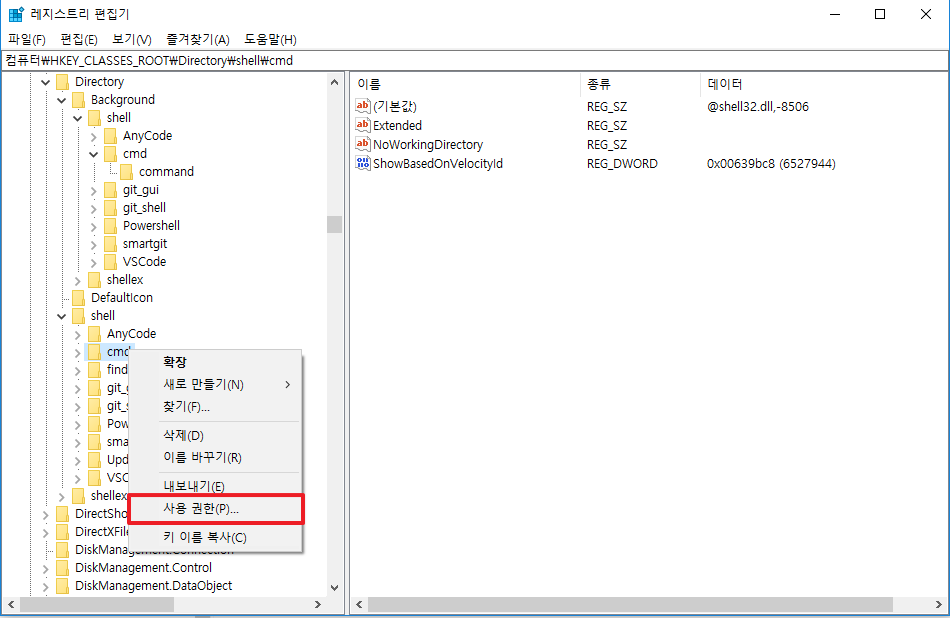 레지스트리 편집기
파일(F) 편집(E) 보기(V) 즐겨찾기(A) 도움말(H)
컴퓨터₩HKEY_CLASSES_ROOT₩Directory₩shell₩cmd
Directory
Background
shell
AnyCode
cmd
command
git_gui
git_shell
Powershell
smartgit
VSCode
shellex
DefaultIcon
shell
AnyCode
cmd
find
git_
git_s
Pow
sma
Upd
VSC
shellex
DirectSho
DirectXFile
DiskManagement.Connection
DiskManagement.Control
DiskManagement.DataObject
확장
새로 만들기(N)
찾기(F)...
삭제(D)
이름 바꾸기(R)
내보내기(E)
사용 권한(P)...
키 이름 복사(C)
이름 종류 데이터
(기본값) REG_SZ @shell32.dll,-8506
Extended REG_SZ
NoWorkingDirectory REG_SZ
ShowBasedOnVelocityId REG_DWORD 0x00639bc8 (6527944)